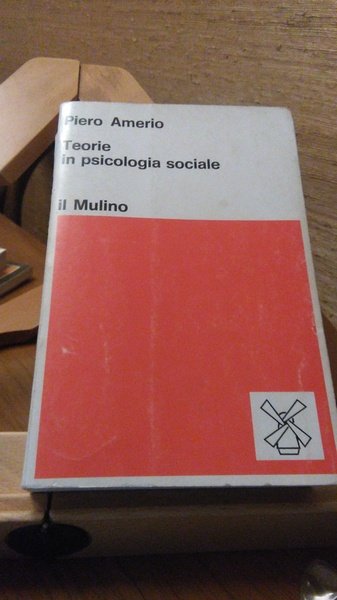 Piero Amerio
Teorie
in psicologia sociale
il Mulino